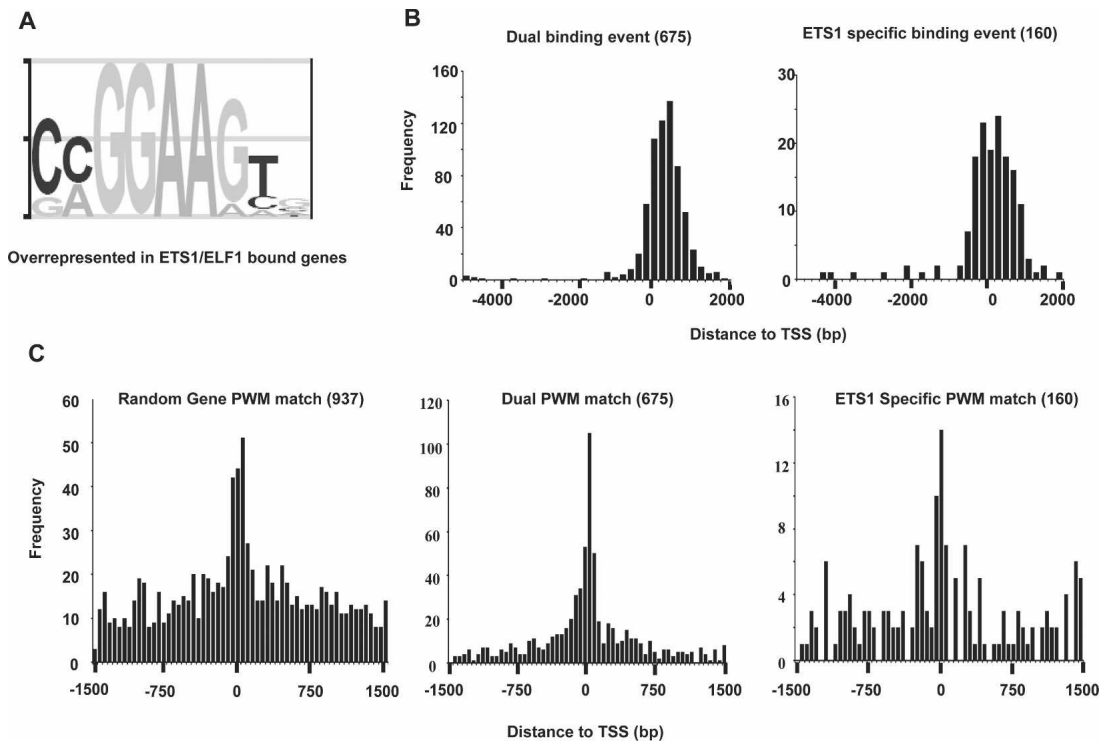 A
CCGGAAGT
GA
AC
AAG
Overrepresented in ETS1/ELF1 bound genes
B
Dual binding event (675)
160
120
80
40
0
Frequency
-4000 -2000 0 2000
ETS1 specific binding event (160)
30
20
10
0
-4000 -2000 0 2000
Distance to TSS (bp)
C
Random Gene PWM match (937)
60
50
40
30
20
10
0
Frequency
-1500 -750 0 750 1500
Dual PWM match (675)
120
100
80
60
40
20
0
-1500 -750 0 750 1500
ETS1 Specific PWM match (160)
16
12
8
4
0
-1500 -750 0 750 1500
Distance to TSS (bp)